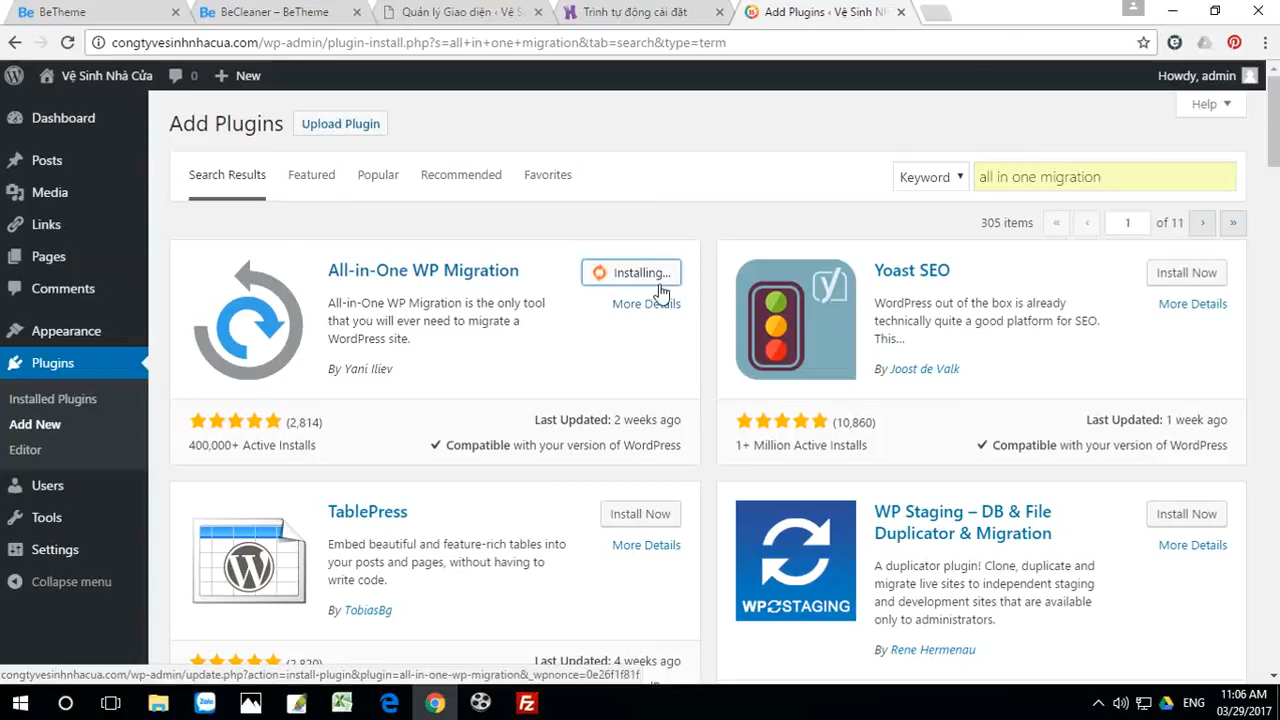 BeTheme
BeCleaner – BeTheme
Quản lý Giao diện ‹ Vệ S
Trình tự động cài đặt
Add Plugins ‹ Vệ Sinh N
congtyvesinhnhacua.com/wp-admin/plugin-install.php?s=all+in+one+migration&tab=search&type=term
Vệ Sinh Nhà Cửa
0
New
Howdy, admin
Dashboard
Posts
Media
Links
Pages
Comments
Appearance
Plugins
Installed Plugins
Add New
Editor
Users
Tools
Settings
Collapse menu
Help
Add Plugins
Upload Plugin
Search Results
Featured
Popular
Recommended
Favorites
Keyword
all in one migration
305 items
«
‹
1
of 11
›
»
All-in-One WP Migration
Installing...
More Details
All-in-One WP Migration is the only tool
that you will ever need to migrate a
WordPress site.
By Yani Iliev
(2,814)
Last Updated: 2 weeks ago
400,000+ Active Installs
Compatible with your version of WordPress
Yoast SEO
Install Now
More Details
WordPress out of the box is already
technically quite a good platform for SEO.
This...
By Joost de Valk
(10,860)
Last Updated: 1 week ago
1+ Million Active Installs
Compatible with your version of WordPress
TablePress
Install Now
More Details
Embed beautiful and feature-rich tables into
your posts and pages, without having to
write code.
By TobiasBg
(2,820)
Last Updated: 4 weeks ago
WP STAGING
WP Staging – DB & File
Duplicator & Migration
Install Now
More Details
A duplicator plugin! Clone, duplicate and
migrate live sites to independent staging
and development sites that are available
only to administrators.
By Rene Hermenau
congtyvesinhnhacua.com/wp-admin/update.php?action=install-plugin&plugin=all-in-one-wp-migration&_wpnonce=0e26f1f81f
Zalo
ENG
11:06 AM
03/29/2017